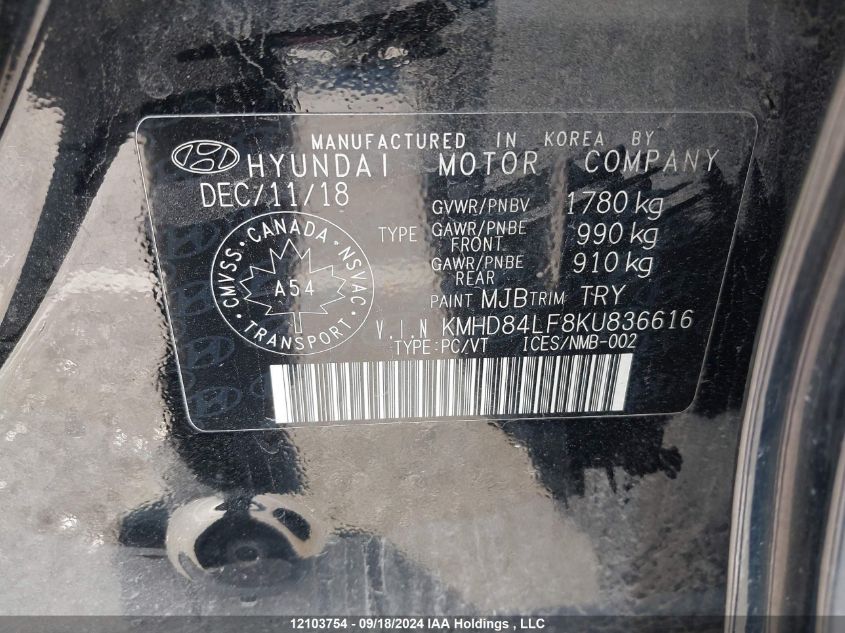 MANUFACTURED IN KOREA BY
HYUNDAI MOTOR COMPANY
DEC/11/18
GVWR/PNBV 1780 kg
TYPE GAWR/PNBE FRONT 990 kg
GAWR/PNBE REAR 910 kg
PAINT MJB TRIM TRY
CMVSS · CANADA · NSVAC
A54
· TRANSPORT ·
V.I.N KMHD84LF8KU836616
TYPE:PC/VT ICES/NMB-002
12103754 - 09/18/2024 IAA Holdings , LLC